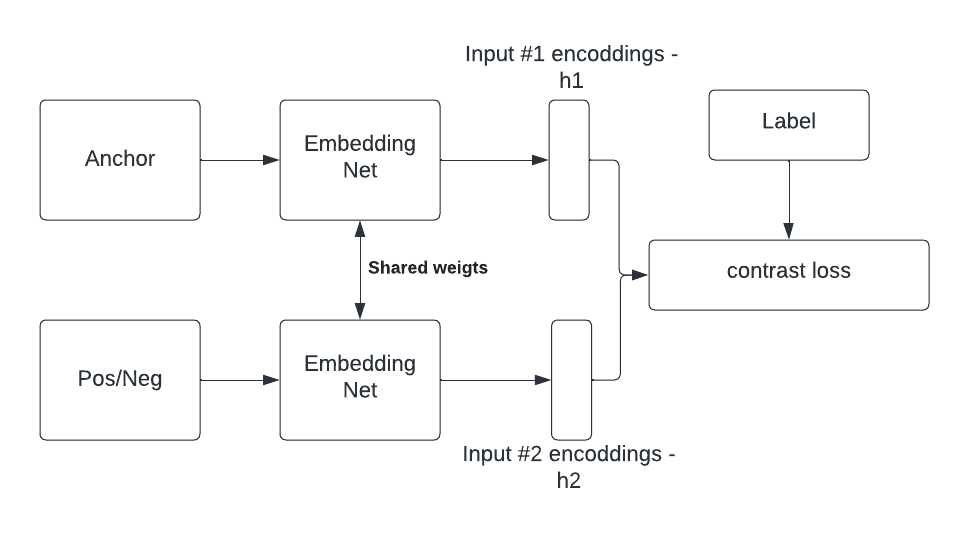 Input #1 encoddings -
h1
Label
Anchor
Embedding
Net
Shared weigts
contrast loss
Pos/Neg
Embedding
Net
Input #2 encoddings -
h2